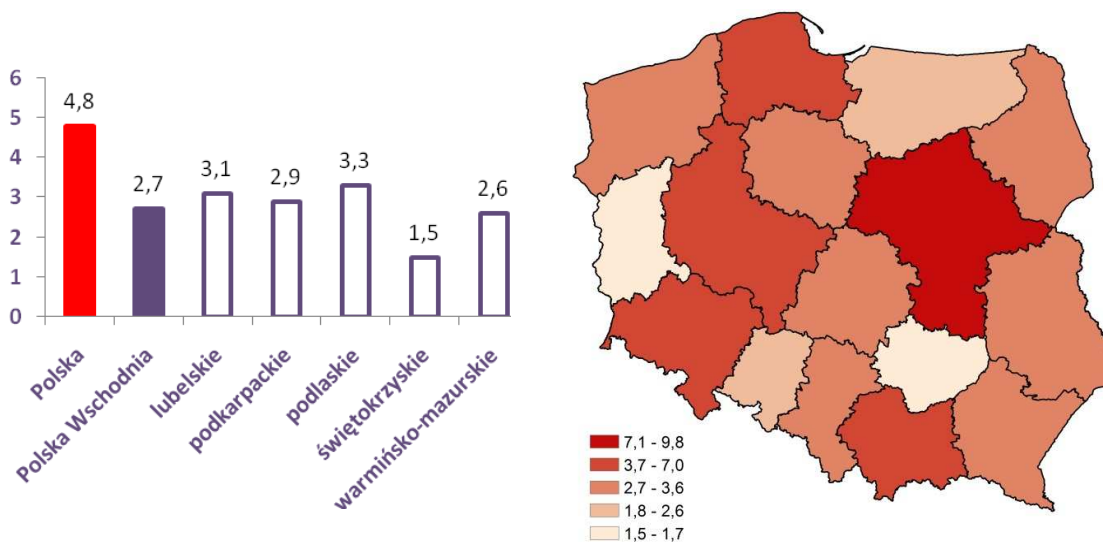 6
5
4
3
2
1
0
4,8
2,7
3,1
2,9
3,3
1,5
2,6
Polska
Polska Wschodnia
lubelskie
podkarpackie
podlaskie
świętokrzyskie
warmińsko-mazurskie
7,1 - 9,8
3,7 - 7,0
2,7 - 3,6
1,8 - 2,6
1,5 - 1,7